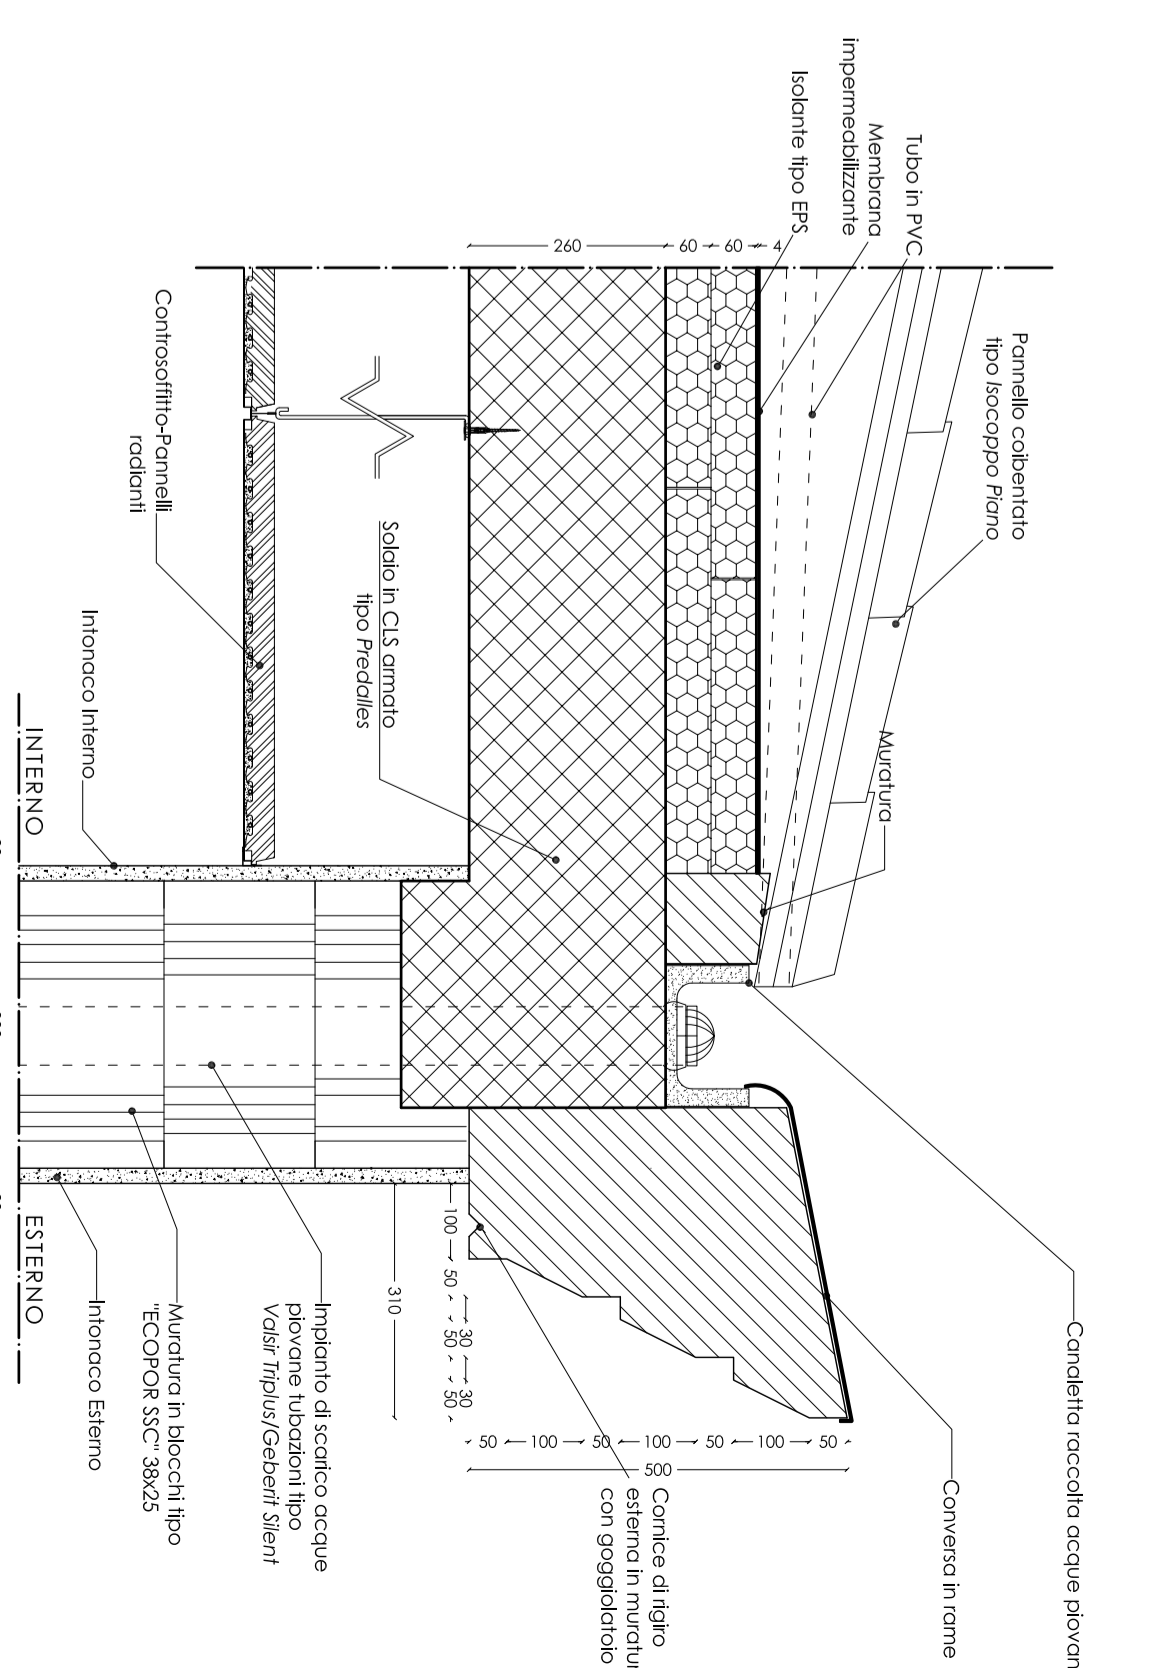 Canaletta raccolta acque piovan
Conversa in rame
Pannello coibentato
tipo Isocoppo Piano
Tubo in PVC
Membrana
impermeabilizzante
Isolante tipo EPS
Muratura
Cornice di rigiro
esterna in muratur
con goggiolatoio
4
60
60
260
50
100
50
100
50
100
50
500
100
50
30
50
30
50
310
Solaio in CLS armato
tipo Predalles
Controsoffitto-Pannelli
radianti
Intonaco Interno
INTERNO
Impianto di scarico acque
piovane tubazioni tipo
Valsir Triplus/Geberit Silent
Muratura in blocchi tipo
"ECOPOR SSC" 38x25
Intonaco Esterno
ESTERNO